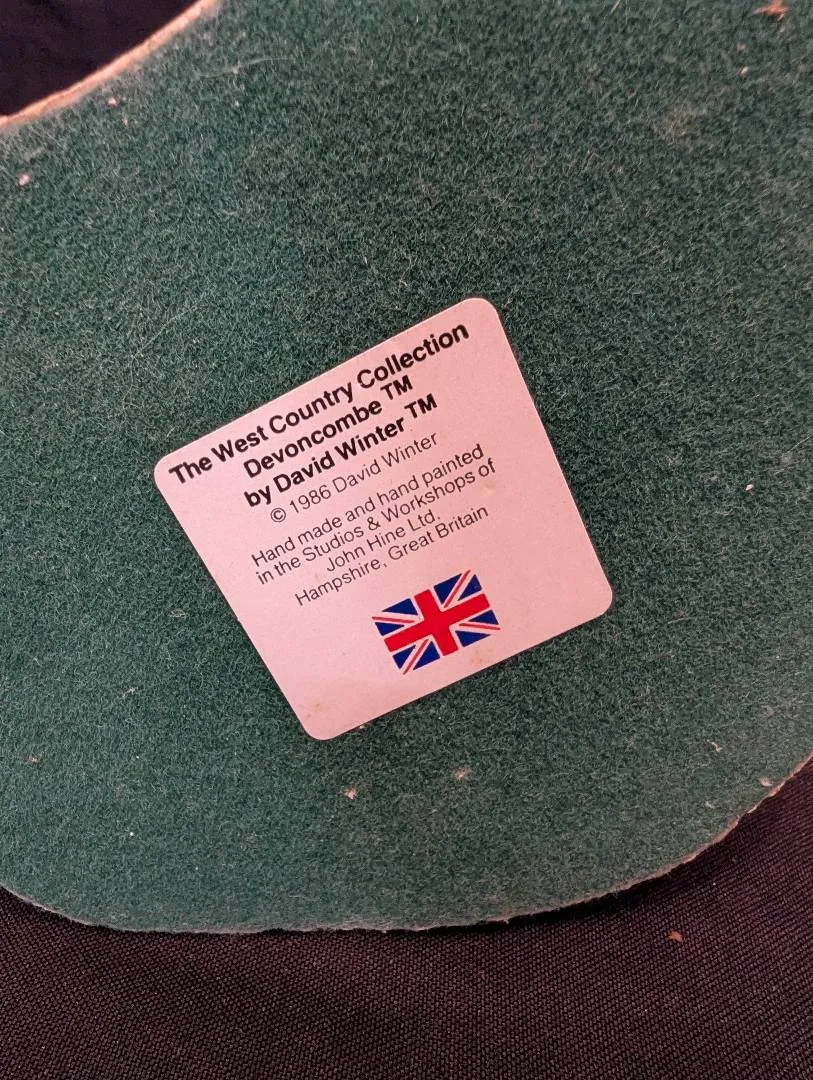 The West Country Collection
Devoncombe ™
by David Winter ™
© 1986 David Winter
Hand made and hand painted
in the Studios & Workshops of
John Hine Ltd.
Hampshire, Great Britain